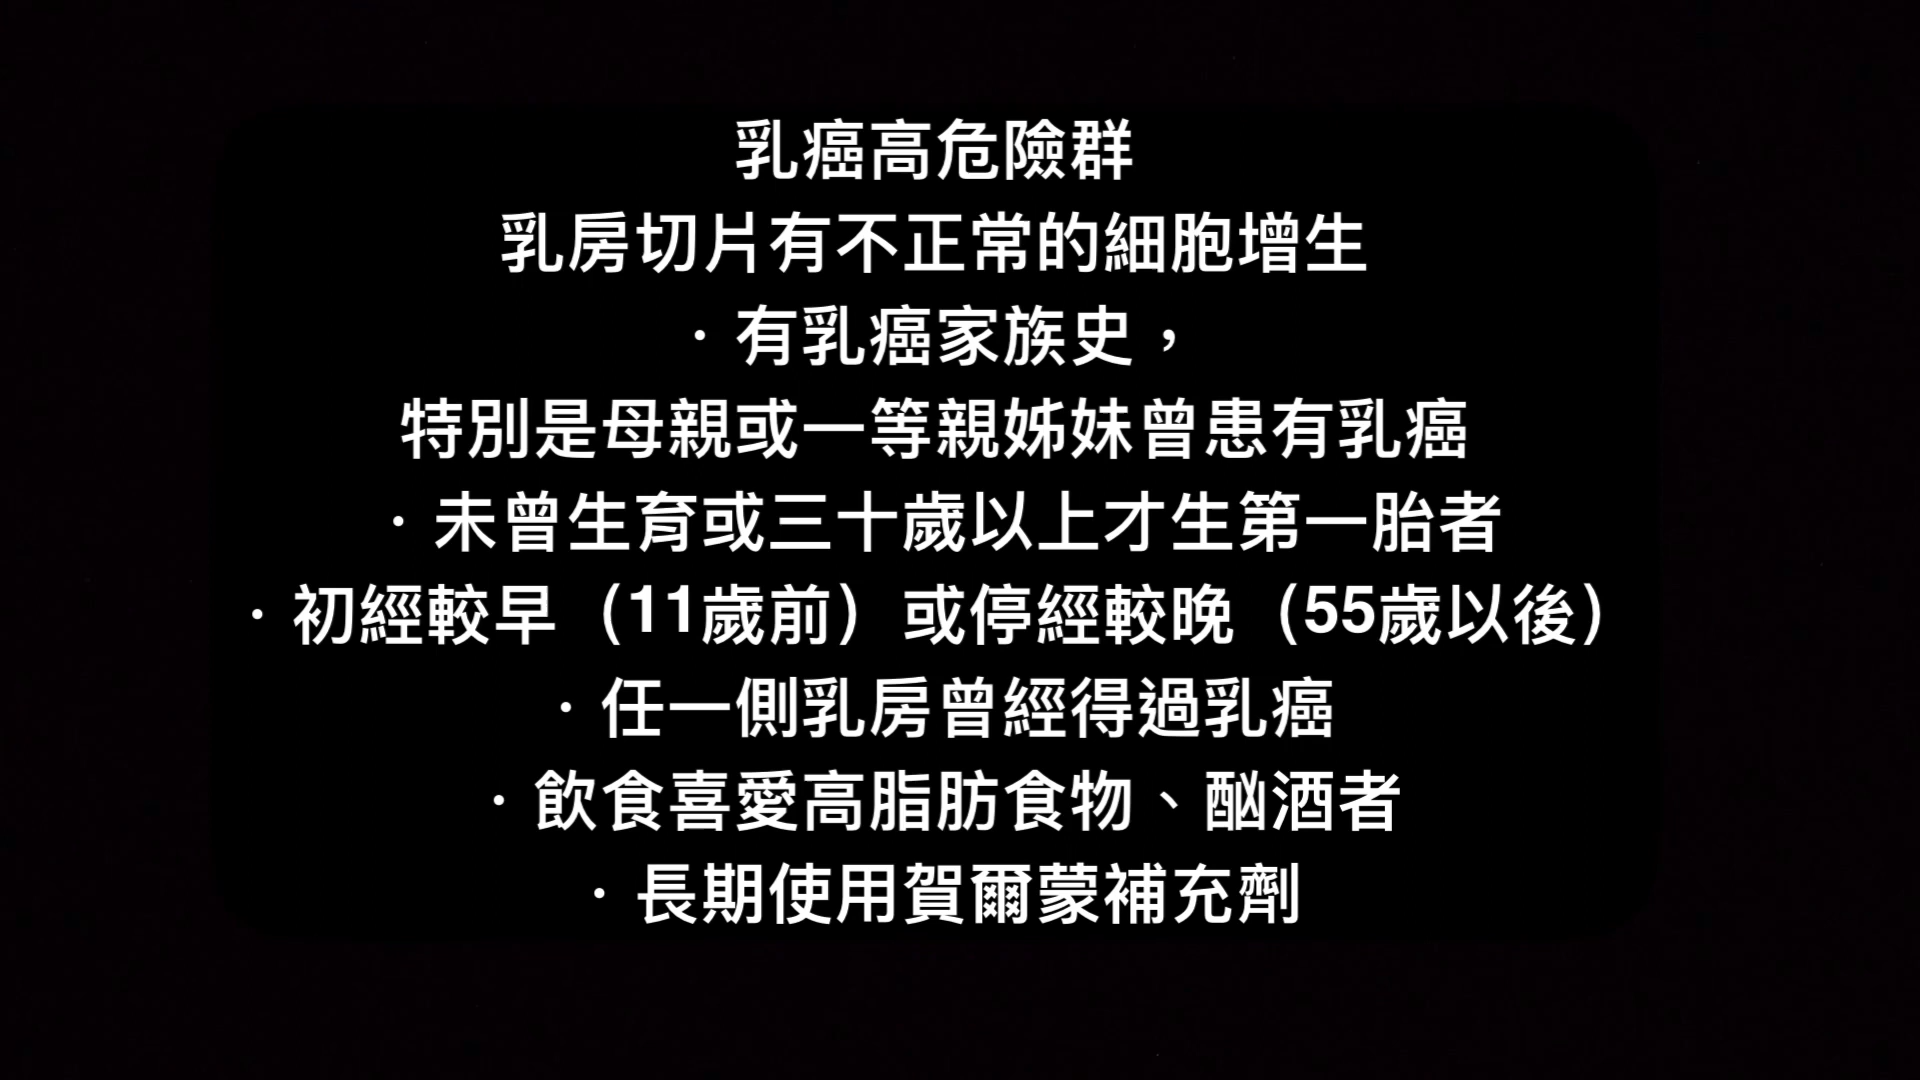 乳癌高危險群
乳房切片有不正常的細胞增生
· 有乳癌家族史，
特別是母親或一等親姊妹曾患有乳癌
· 未曾生育或三十歲以上才生第一胎者
· 初經較早（11歲前）或停經較晚（55歲以後）
· 任一側乳房曾經得過乳癌
· 飲食喜愛高脂肪食物、酗酒者
· 長期使用賀爾蒙補充劑